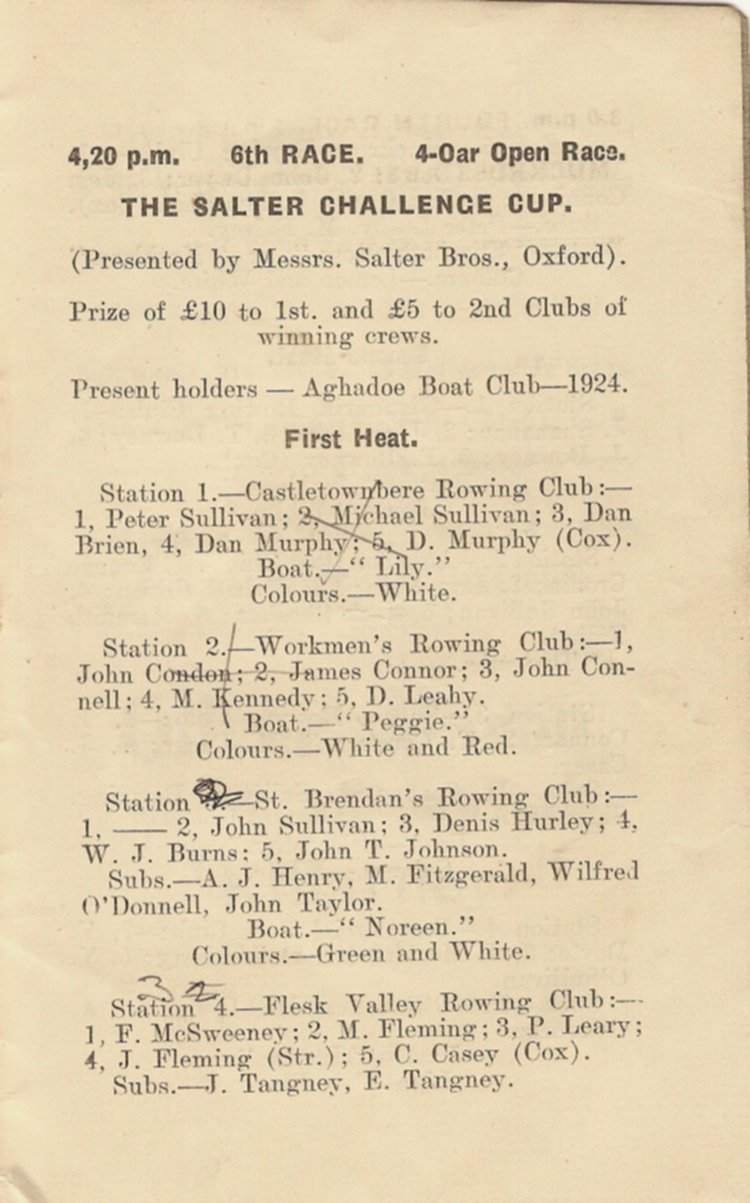 4,20 p.m. 6th RACE. 4-Oar Open Race.
THE SALTER CHALLENGE CUP.
(Presented by Messrs. Salter Bros., Oxford).
Prize of £10 to 1st. and £5 to 2nd Clubs of
winning crews.
Present holders — Aghadoe Boat Club—1924.
First Heat.
Station 1.—Castletownbere Rowing Club:—
1, Peter Sullivan; 2, Michael Sullivan; 3, Dan
Brien, 4, Dan Murphy; 5, D. Murphy (Cox).
Boat.—“ Lily.”
Colours.—White.
Station 2.—Workmen's Rowing Club:—1,
John Condon; 2, James Connor; 3, John Con-
nell; 4, M. Kennedy; 5, D. Leahy.
Boat.—“ Peggie.”
Colours.—White and Red.
Station —St. Brendan's Rowing Club:—
1, —— 2, John Sullivan; 3, Denis Hurley; 4,
W. J. Burns; 5, John T. Johnson.
Subs.—A. J. Henry, M. Fitzgerald, Wilfred
O'Donnell, John Taylor.
Boat.—“ Noreen.”
Colours.—Green and White.
3
Station 4.—Flesk Valley Rowing Club:—
1, F. McSweeney; 2, M. Fleming; 3, P. Leary;
4, J. Fleming (Str.); 5, C. Casey (Cox).
Subs.—J. Tangney, E. Tangney.